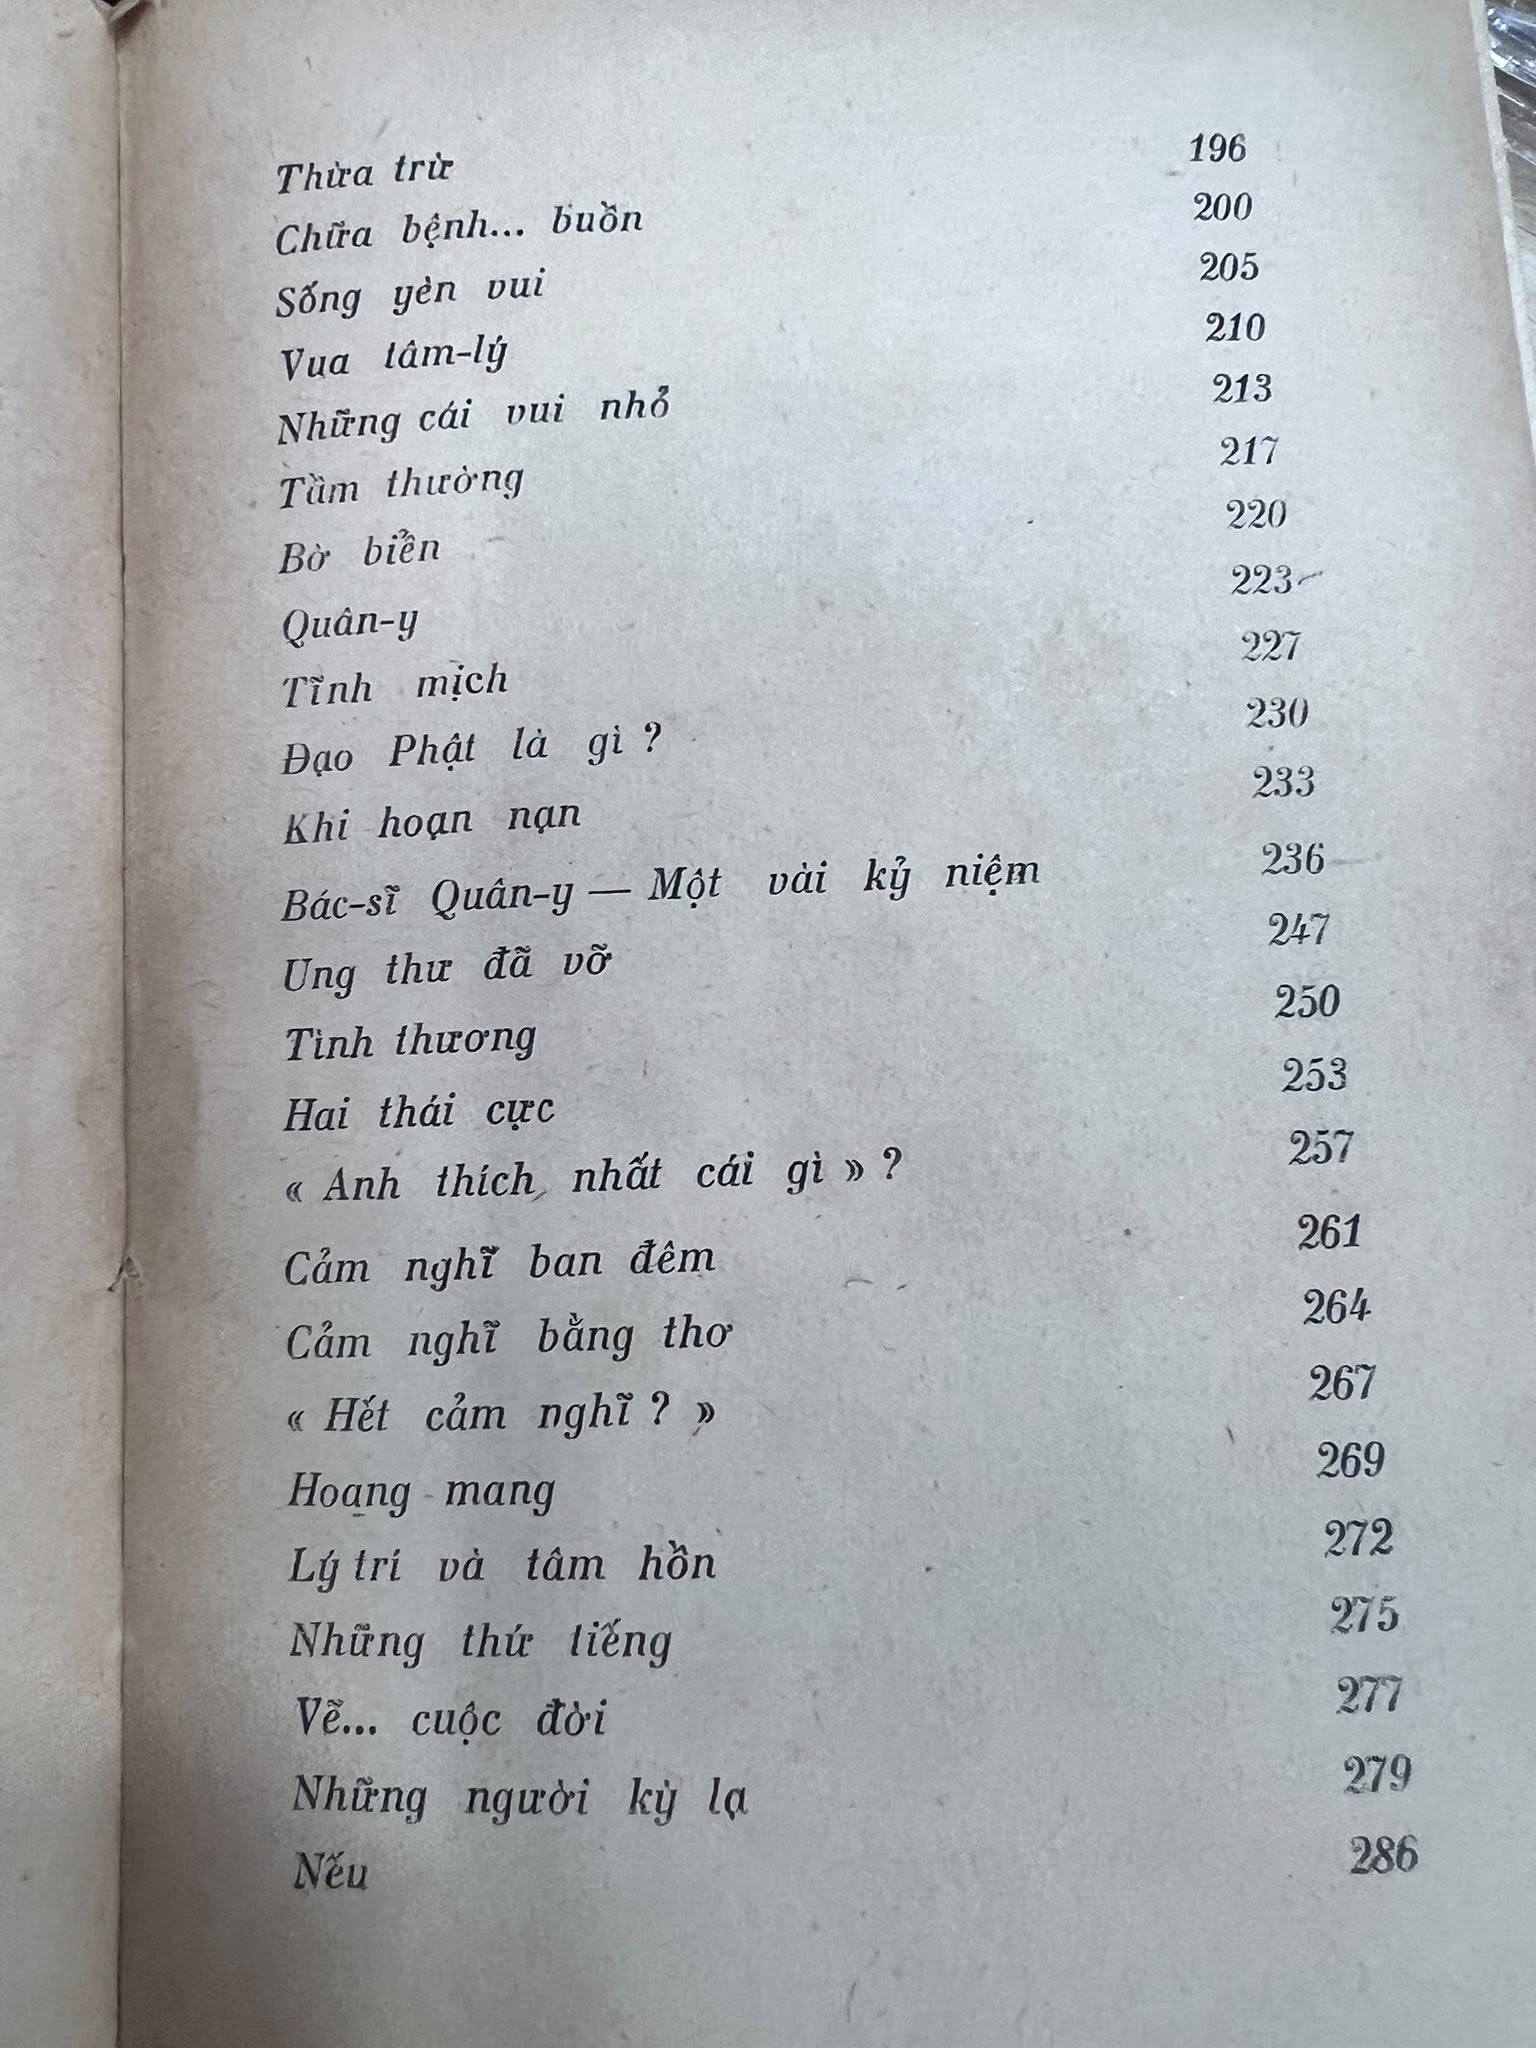 Thừa trừ 196
Chữa bệnh... buồn 200
Sống yên vui 205
Vua tâm-lý 210
Những cái vui nhỏ 213
Tầm thường 217
Bờ biển 220
Quân-y 223
Tĩnh mịch 227
Đạo Phật là gì ? 230
Khi hoạn nạn 233
Bác-sĩ Quân-y — Một vài kỷ niệm 236
Ung thư đã vỡ 247
Tình thương 250
Hai thái cực 253
« Anh thích nhất cái gì » ? 257
Cảm nghĩ ban đêm 261
Cảm nghĩ bằng thơ 264
« Hết cảm nghĩ ? » 267
Hoang mang 269
Lý trí và tâm hồn 272
Những thứ tiếng 275
Vẽ... cuộc đời 277
Những người kỳ lạ 279
Nếu 286